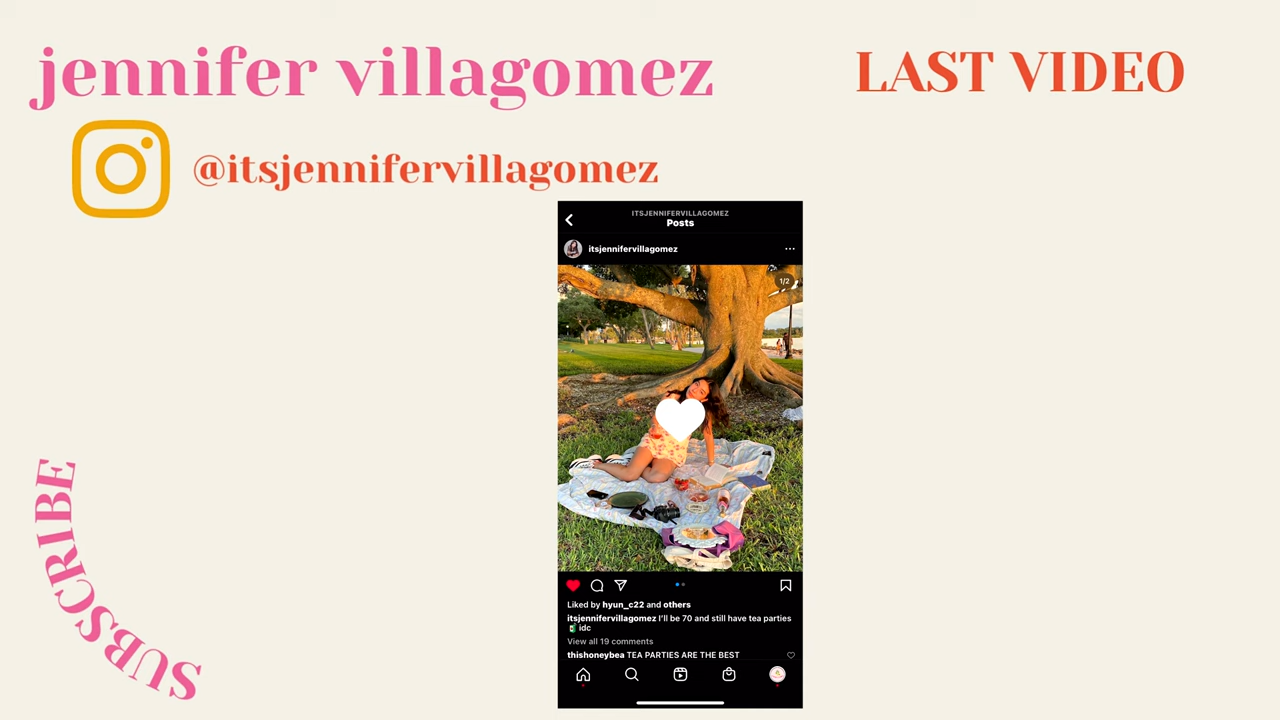 jennifer villagomez
LAST VIDEO
@itsjennifervillagomez
ITSJENNIFERVILLAGOMEZ
Posts
itsjennifervillagomez
1/2
Liked by hyun_c22 and others
itsjennifervillagomez I'll be 70 and still have tea parties
idc
View all 19 comments
thishoneybea TEA PARTIES ARE THE BEST
SUBSCRIBE